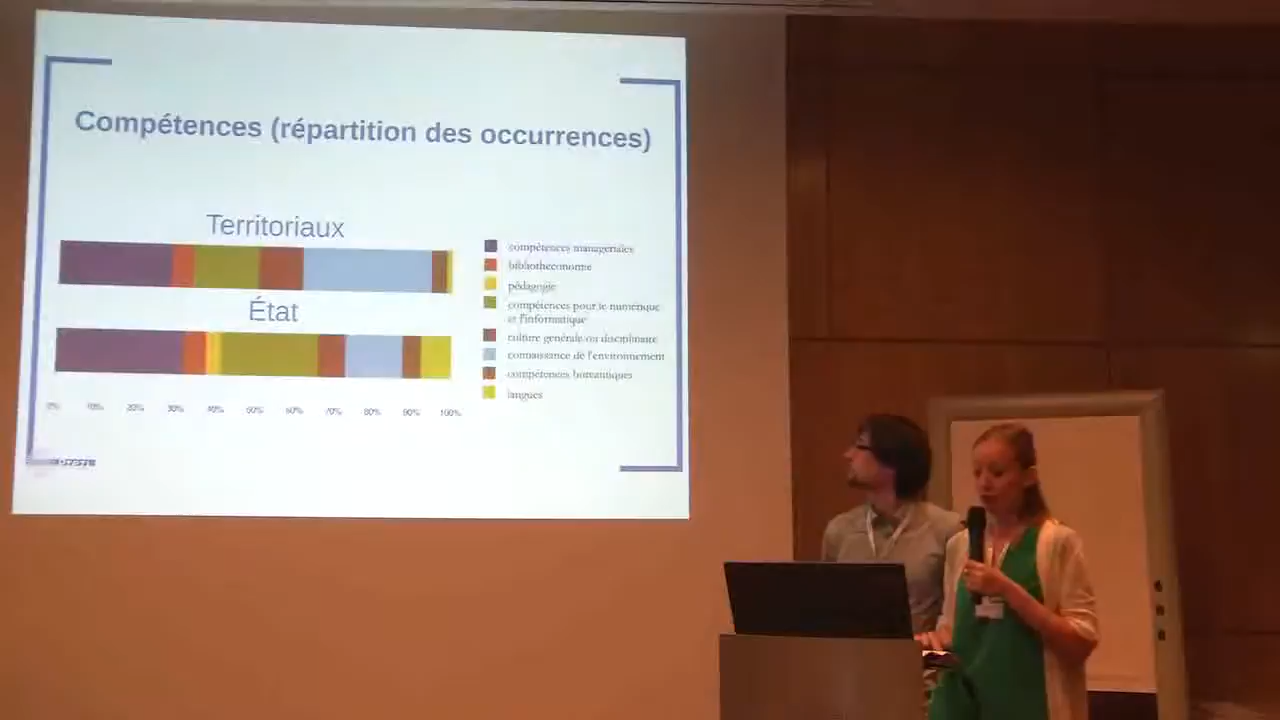 Compétences (répartition des occurrences)
Territoriaux
État
compétences managériales
bibliothéconomie
pédagogie
compétences pour le numérique
et l'informatique
culture générale ou disciplinaire
connaissance de l'environnement
compétences bureautiques
langues
0% 10% 20% 30% 40% 50% 60% 70% 80% 90% 100%